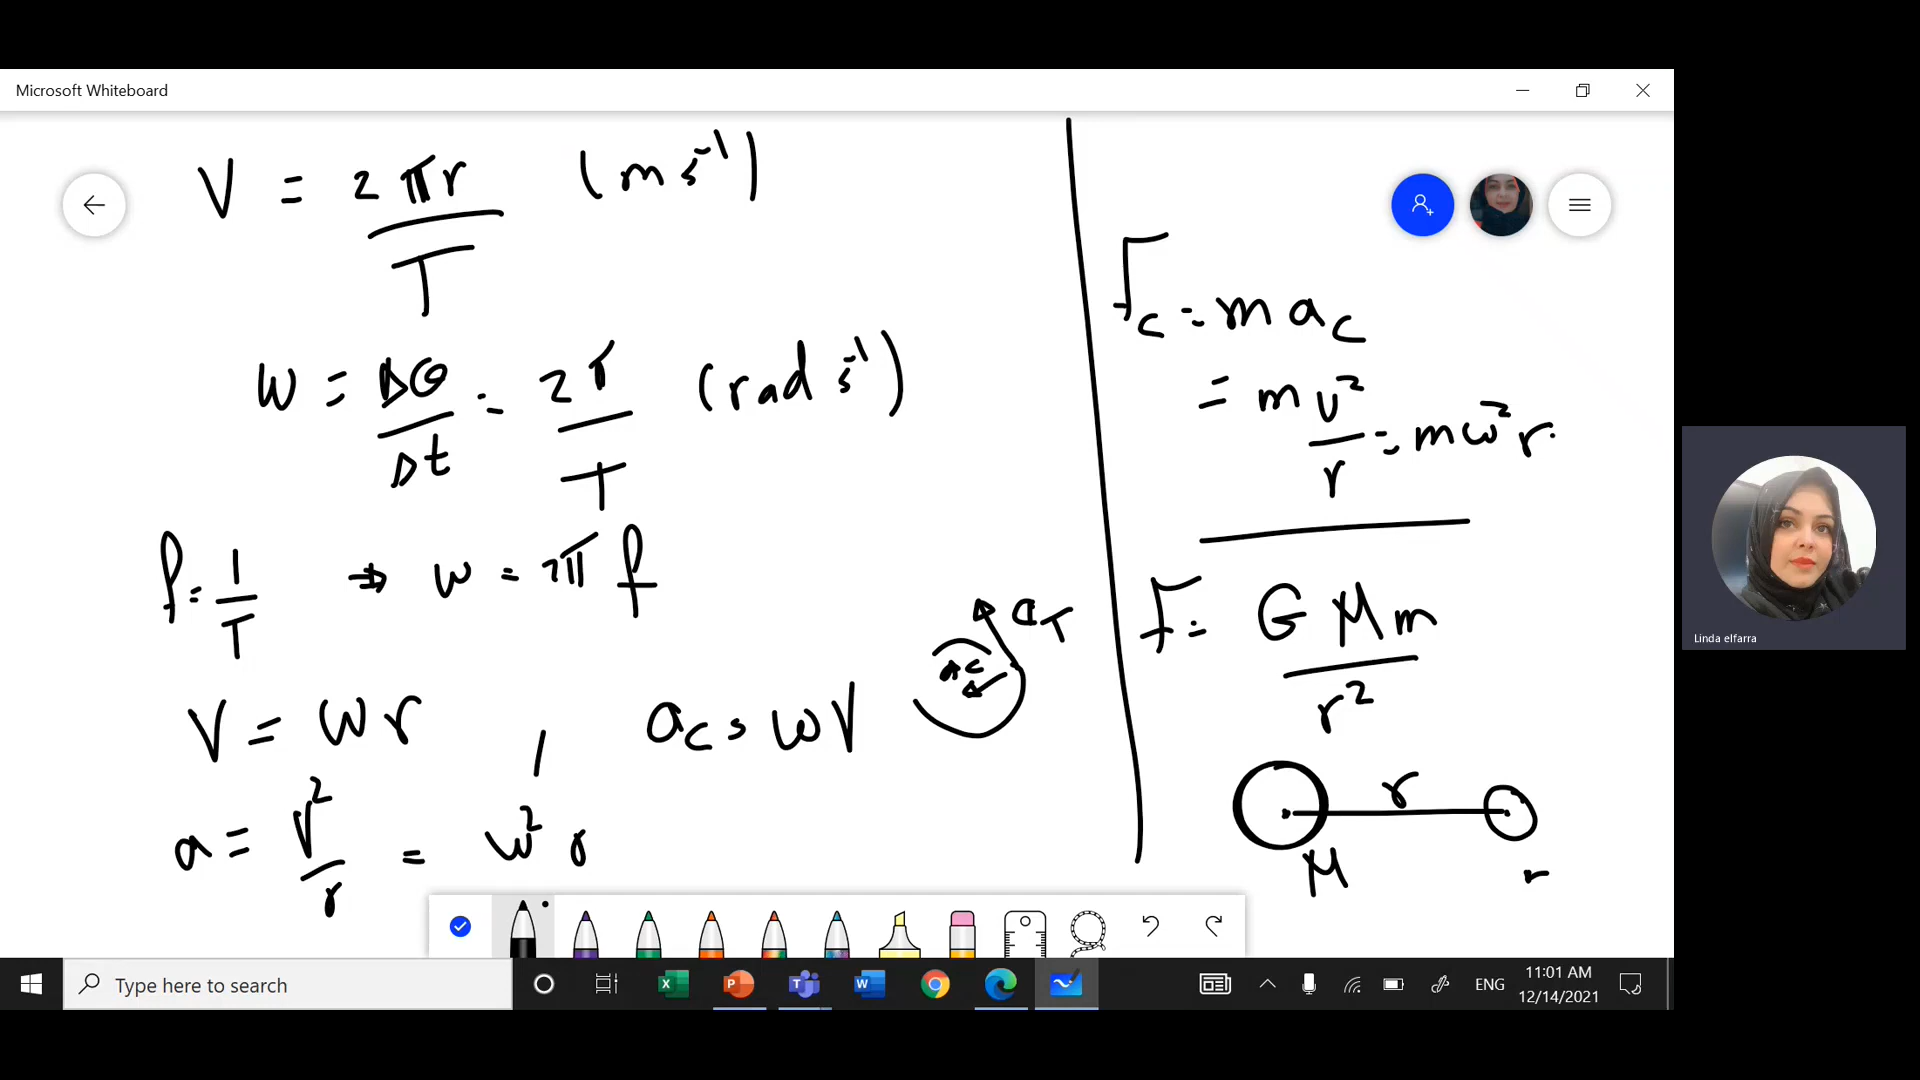 Microsoft Whiteboard
V = 2πr / T (m s⁻¹)
ω = Δθ / Δt = 2π / T (rad s⁻¹)
f = 1 / T ⇒ ω = 2π f
V = ω r , a_c = ω V
a_c
a_T
a = V² / r = ω² r
F_c = m a_c
= m v² / r = m ω² r
F = G M m / r²
r
M
Linda elfarra
Type here to search
ENG
11:01 AM
12/14/2021